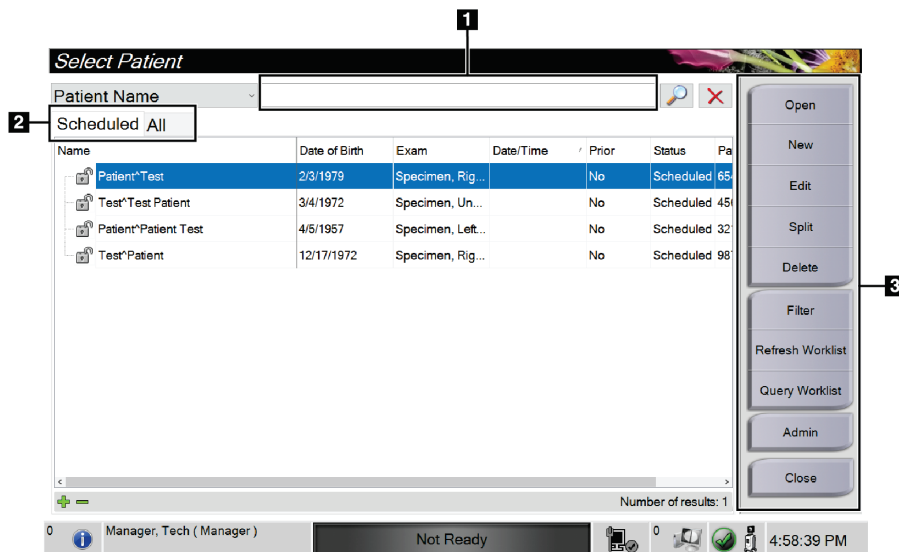 1
Select Patient
Patient Name
2
Scheduled All
Name Date of Birth Exam Date/Time Prior Status Pa
Patient^Test 2/3/1979 Specimen, Rig... No Scheduled 654
Test^Test Patient 3/4/1972 Specimen, Un... No Scheduled 456
Patient^Patient Test 4/5/1957 Specimen, Left... No Scheduled 32
Test^Patient 12/17/1972 Specimen, Rig... No Scheduled 987
Open
New
Edit
Split
Delete
3
Filter
Refresh Worklist
Query Worklist
Admin
Close
Number of results: 1
0 Manager, Tech ( Manager ) Not Ready 0 4:58:39 PM